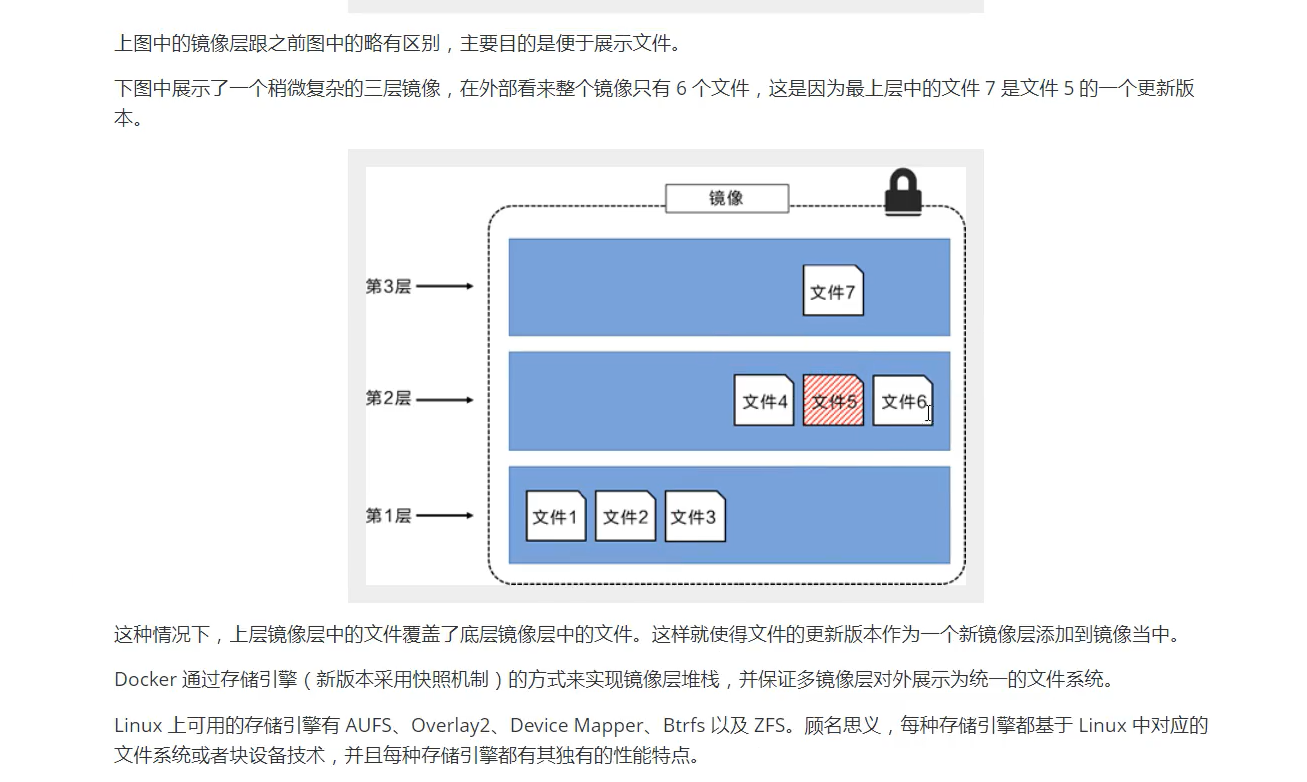 上图中的镜像层跟之前图中的略有区别，主要目的是便于展示文件。
下图中展示了一个稍微复杂的三层镜像，在外部看来整个镜像只有 6 个文件，这是因为最上层中的文件 7 是文件 5 的一个更新版
本。
镜像
第3层
文件7
第2层
文件4 文件5 文件6
第1层
文件1 文件2 文件3
这种情况下，上层镜像层中的文件覆盖了底层镜像层中的文件。这样就使得文件的更新版本作为一个新镜像层添加到镜像当中。
Docker 通过存储引擎（新版本采用快照机制）的方式来实现镜像层堆栈，并保证多镜像层对外展示为统一的文件系统。
Linux 上可用的存储引擎有 AUFS、Overlay2、Device Mapper、Btrfs 以及 ZFS。顾名思义，每种存储引擎都基于 Linux 中对应的
文件系统或者块设备技术，并且每种存储引擎都有其独有的性能特点。